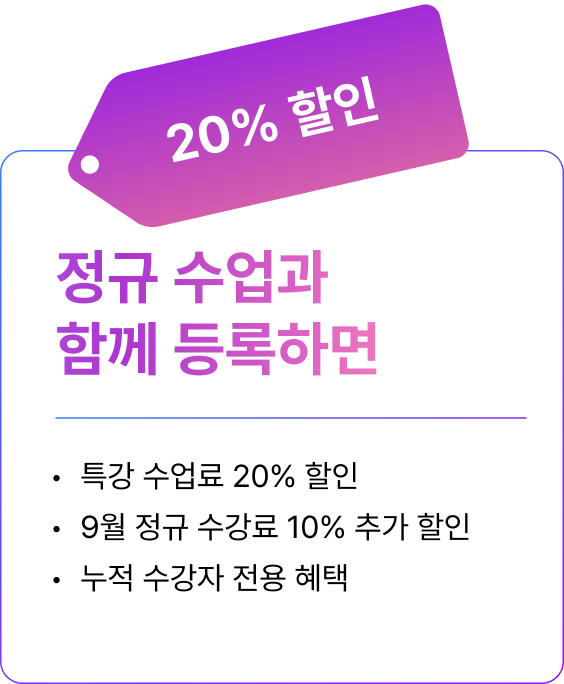 20% 할인
정규 수업과
함께 등록하면
• 특강 수업료 20% 할인
• 9월 정규 수강료 10% 추가 할인
• 누적 수강자 전용 혜택